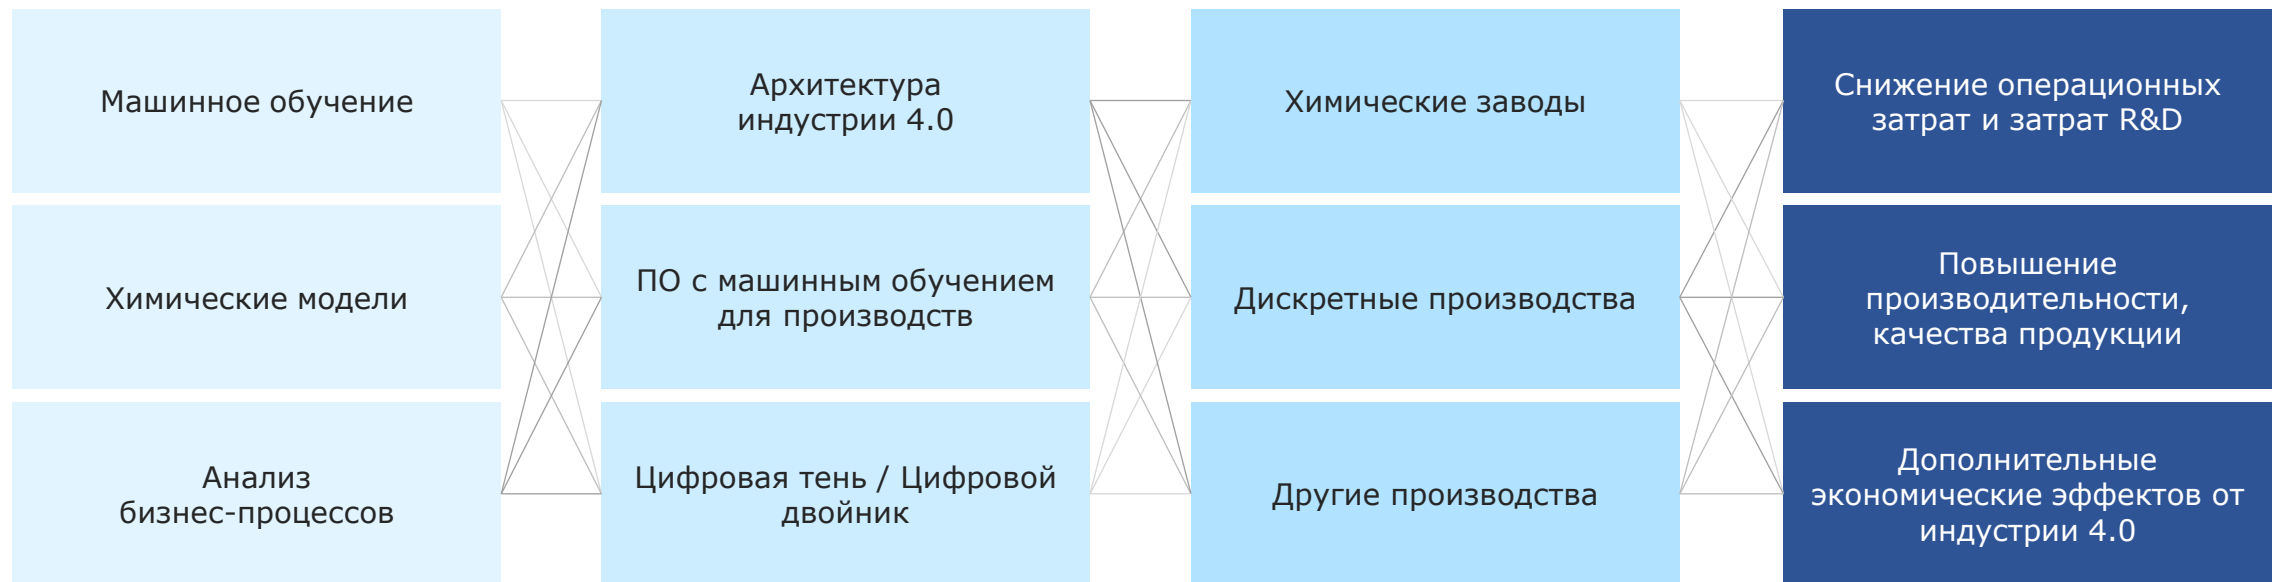 Машинное обучение
Архитектура
индустрии 4.0
Химические заводы
Снижение операционных
затрат и затрат R&D
Химические модели
ПО с машинным обучением
для производств
Дискретные производства
Повышение
производительности,
качества продукции
Анализ
бизнес-процессов
Цифровая тень / Цифровой
двойник
Другие производства
Дополнительные
экономические эффектов от
индустрии 4.0